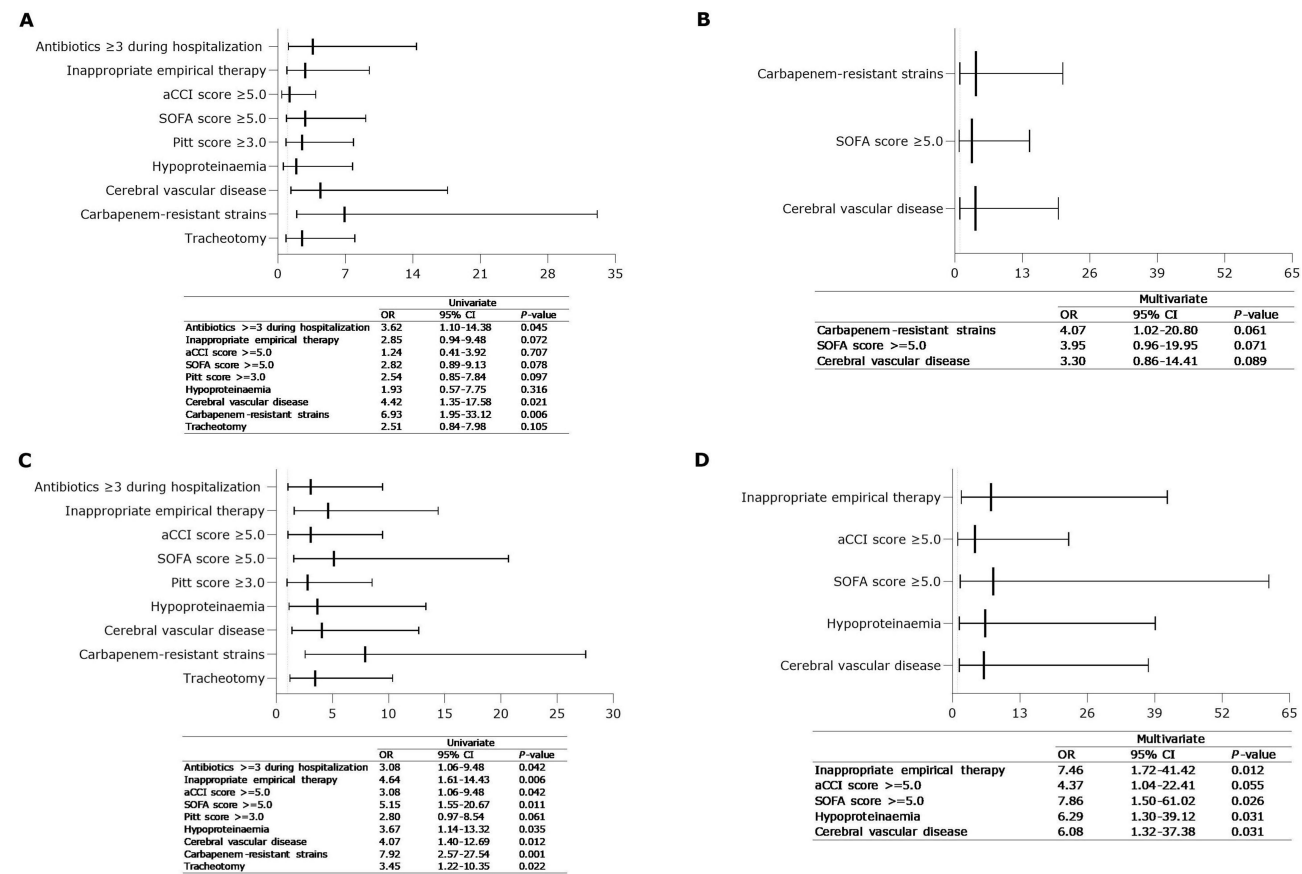 A
Antibiotics ≥3 during hospitalization
Inappropriate empirical therapy
aCCI score ≥5.0
SOFA score ≥5.0
Pitt score ≥3.0
Hypoproteinaemia
Cerebral vascular disease
Carbapenem-resistant strains
Tracheotomy
0 7 14 21 28 35
Univariate
OR 95% CI P-value
Antibiotics >=3 during hospitalization 3.62 1.10-14.38 0.045
Inappropriate empirical therapy 2.85 0.94-9.48 0.072
aCCI score >=5.0 1.24 0.41-3.92 0.707
SOFA score >=5.0 2.82 0.89-9.13 0.078
Pitt score >=3.0 2.54 0.85-7.84 0.097
Hypoproteinaemia 1.93 0.57-7.75 0.316
Cerebral vascular disease 4.42 1.35-17.58 0.021
Carbapenem-resistant strains 6.93 1.95-33.12 0.006
Tracheotomy 2.51 0.84-7.98 0.105
B
Carbapenem-resistant strains
SOFA score ≥5.0
Cerebral vascular disease
0 13 26 39 52 65
Multivariate
OR 95% CI P-value
Carbapenem-resistant strains 4.07 1.02-20.80 0.061
SOFA score >=5.0 3.95 0.96-19.95 0.071
Cerebral vascular disease 3.30 0.86-14.41 0.089
C
Antibiotics ≥3 during hospitalization
Inappropriate empirical therapy
aCCI score ≥5.0
SOFA score ≥5.0
Pitt score ≥3.0
Hypoproteinaemia
Cerebral vascular disease
Carbapenem-resistant strains
Tracheotomy
0 5 10 15 20 25 30
Univariate
OR 95% CI P-value
Antibiotics >=3 during hospitalization 3.08 1.06-9.48 0.042
Inappropriate empirical therapy 4.64 1.61-14.43 0.006
aCCI score >=5.0 3.08 1.06-9.48 0.042
SOFA score >=5.0 5.15 1.55-20.67 0.011
Pitt score >=3.0 2.80 0.97-8.54 0.061
Hypoproteinaemia 3.67 1.14-13.32 0.035
Cerebral vascular disease 4.07 1.40-12.69 0.012
Carbapenem-resistant strains 7.92 2.57-27.54 0.001
Tracheotomy 3.45 1.22-10.35 0.022
D
Inappropriate empirical therapy
aCCI score ≥5.0
SOFA score ≥5.0
Hypoproteinaemia
Cerebral vascular disease
0 13 26 39 52 65
Multivariate
OR 95% CI P-value
Inappropriate empirical therapy 7.46 1.72-41.42 0.012
aCCI score >=5.0 4.37 1.04-22.41 0.055
SOFA score >=5.0 7.86 1.50-61.02 0.026
Hypoproteinaemia 6.29 1.30-39.12 0.031
Cerebral vascular disease 6.08 1.32-37.38 0.031